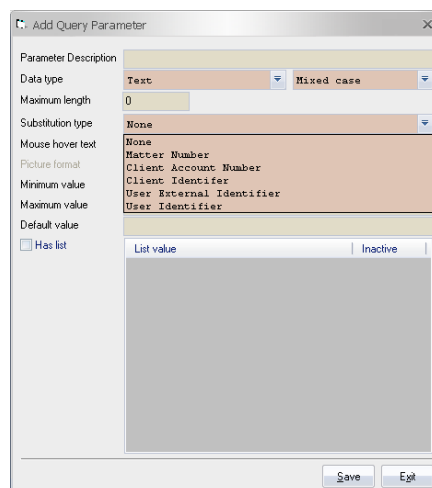 Add Query Parameter
Parameter Description
Data type Text Mixed case
Maximum length 0
Substitution type None
Mouse hover text None
Matter Number
Picture format Client Account Number
Minimum value Client Identifer
User External Identifier
Maximum value User Identifier
Default value
Has list List value Inactive
Save Exit